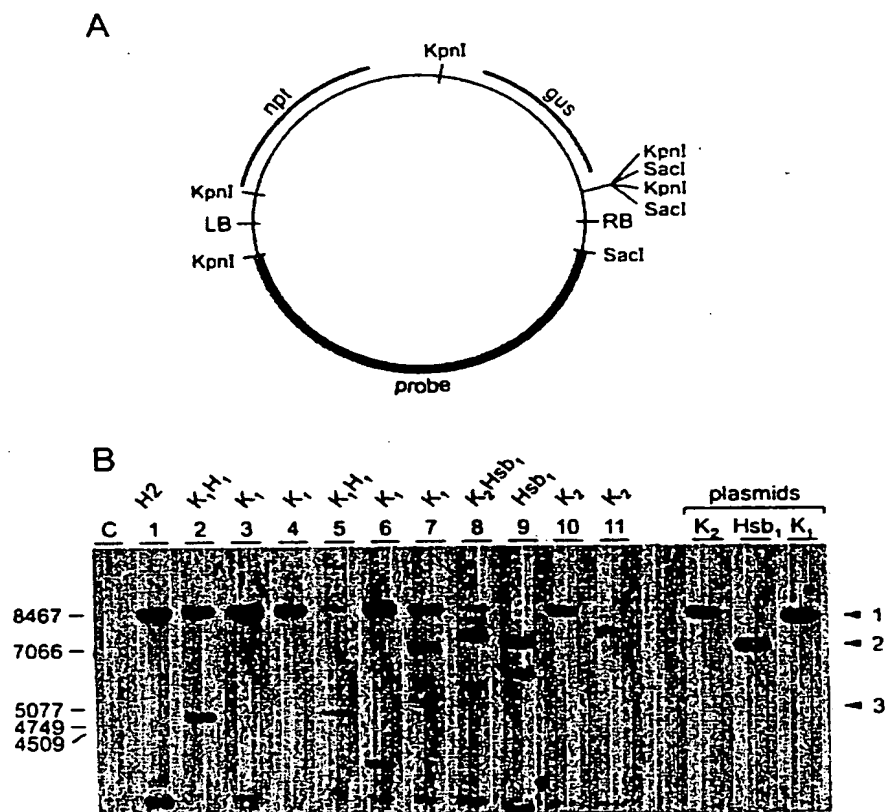 A
KpnI
npt
gus
KpnI
SacI
KpnI
SacI
KpnI
LB
RB
KpnI
SacI
probe
B
H2 K₁H₁ K₁ K₁ K₁H₁ K₁ K₁ K₂Hsb₁ Hsb₁ K₂ K₂ plasmids
C 1 2 3 4 5 6 7 8 9 10 11 K₂ Hsb₁ K₁
8467
7066
5077
4749
4509
1
2
3